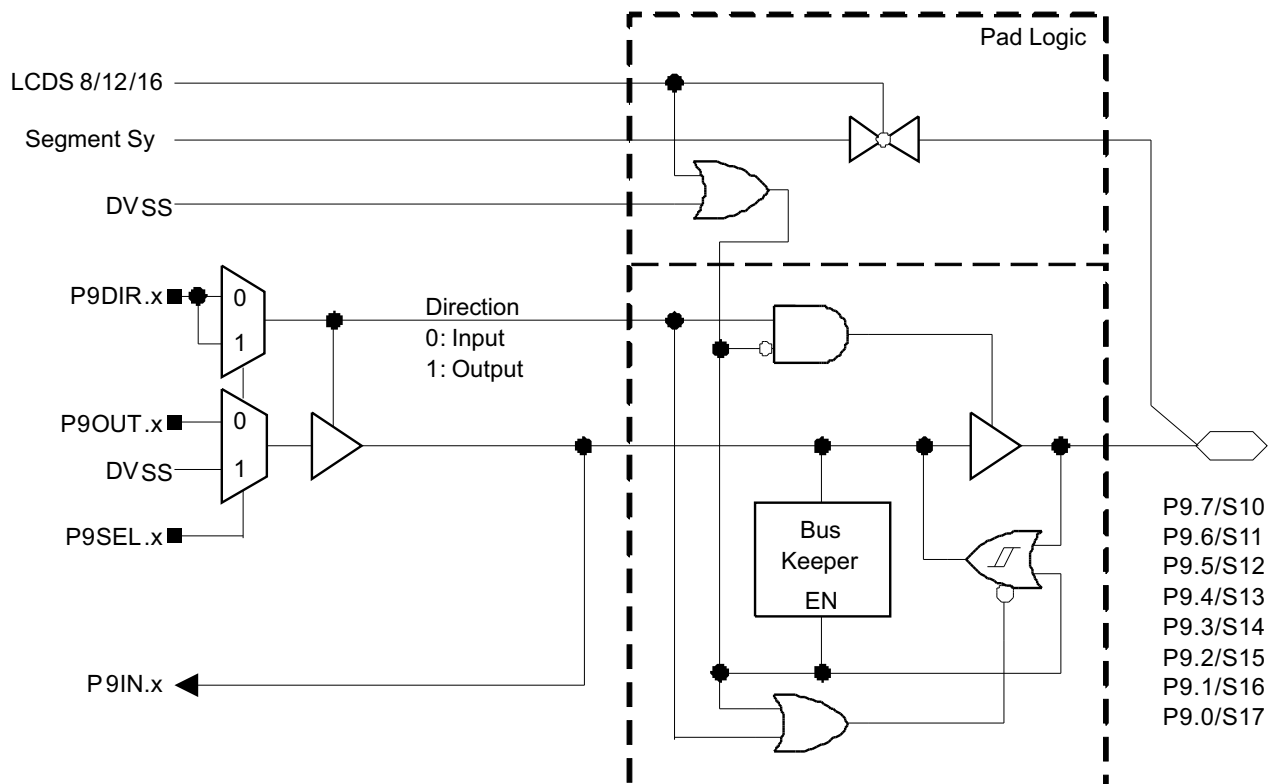 Pad Logic
LCDS 8/12/16
Segment Sy
DVSS
P9DIR.x
0
1
Direction
0: Input
1: Output
P9OUT.x
0
DVSS
1
P9SEL.x
Bus
Keeper
EN
P9IN.x
P9.7/S10
P9.6/S11
P9.5/S12
P9.4/S13
P9.3/S14
P9.2/S15
P9.1/S16
P9.0/S17